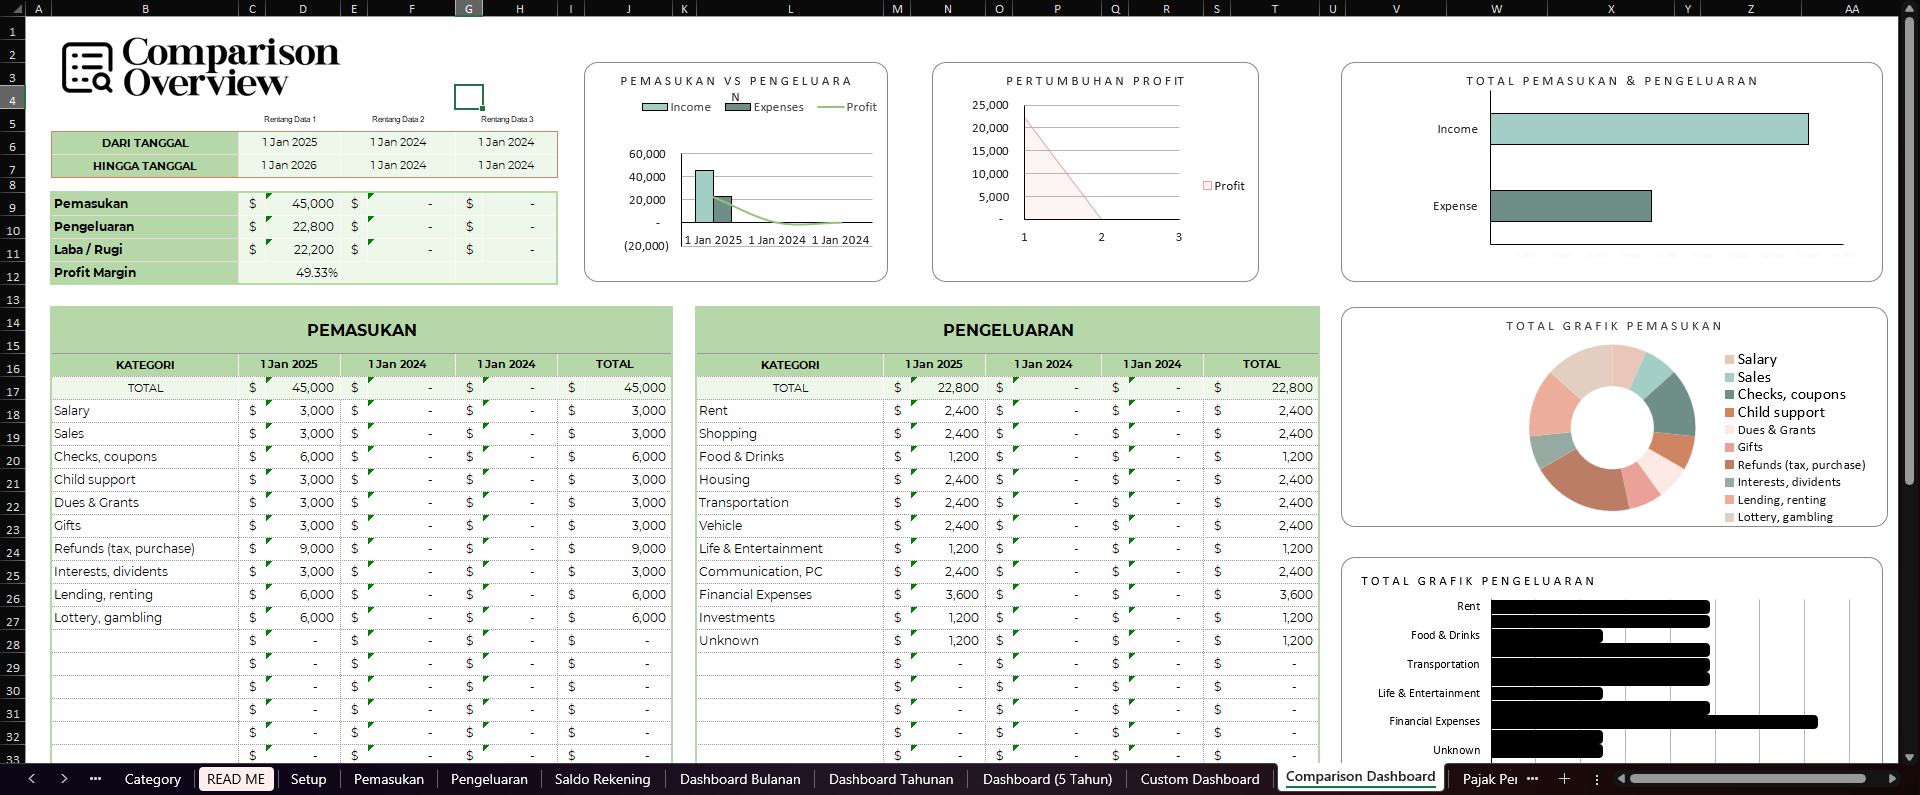 A B C D E F G H I J K L M N O P Q R S T U V W X Y Z AA
1
2
3
4
5
6
7
8
9
10
11
12
13
14
15
16
17
18
19
20
21
22
23
24
25
26
27
28
29
30
31
32
33
Comparison
Overview
Rentang Data 1 Rentang Data 2 Rentang Data 3
DARI TANGGAL 1 Jan 2025 1 Jan 2024 1 Jan 2024
HINGGA TANGGAL 1 Jan 2026 1 Jan 2024 1 Jan 2024
Pemasukan $ 45,000 $ - $ -
Pengeluaran $ 22,800 $ - $ -
Laba / Rugi $ 22,200 $ - $ -
Profit Margin 49.33%
PEMASUKAN VS PENGELUARA
N
Income Expenses Profit
60,000
40,000
20,000
-
(20,000)
1 Jan 2025 1 Jan 2024 1 Jan 2024
PERTUMBUHAN PROFIT
25,000
20,000
15,000
10,000
5,000
-
1 2 3
Profit
TOTAL PEMASUKAN & PENGELUARAN
Income
Expense
PEMASUKAN
KATEGORI 1 Jan 2025 1 Jan 2024 1 Jan 2024 TOTAL
TOTAL $ 45,000 $ - $ - $ 45,000
Salary $ 3,000 $ - $ - $ 3,000
Sales $ 3,000 $ - $ - $ 3,000
Checks, coupons $ 6,000 $ - $ - $ 6,000
Child support $ 3,000 $ - $ - $ 3,000
Dues & Grants $ 3,000 $ - $ - $ 3,000
Gifts $ 3,000 $ - $ - $ 3,000
Refunds (tax, purchase) $ 9,000 $ - $ - $ 9,000
Interests, dividents $ 3,000 $ - $ - $ 3,000
Lending, renting $ 6,000 $ - $ - $ 6,000
Lottery, gambling $ 6,000 $ - $ - $ 6,000
$ - $ - $ - $ -
$ - $ - $ - $ -
$ - $ - $ - $ -
$ - $ - $ - $ -
$ - $ - $ - $ -
$ - $ - $ - $ -
PENGELUARAN
KATEGORI 1 Jan 2025 1 Jan 2024 1 Jan 2024 TOTAL
TOTAL $ 22,800 $ - $ - $ 22,800
Rent $ 2,400 $ - $ - $ 2,400
Shopping $ 2,400 $ - $ - $ 2,400
Food & Drinks $ 1,200 $ - $ - $ 1,200
Housing $ 2,400 $ - $ - $ 2,400
Transportation $ 2,400 $ - $ - $ 2,400
Vehicle $ 2,400 $ - $ - $ 2,400
Life & Entertainment $ 1,200 $ - $ - $ 1,200
Communication, PC $ 2,400 $ - $ - $ 2,400
Financial Expenses $ 3,600 $ - $ - $ 3,600
Investments $ 1,200 $ - $ - $ 1,200
Unknown $ 1,200 $ - $ - $ 1,200
$ - $ - $ - $ -
$ - $ - $ - $ -
$ - $ - $ - $ -
$ - $ - $ - $ -
$ - $ - $ - $ -
TOTAL GRAFIK PEMASUKAN
Salary
Sales
Checks, coupons
Child support
Dues & Grants
Gifts
Refunds (tax, purchase)
Interests, dividents
Lending, renting
Lottery, gambling
TOTAL GRAFIK PENGELUARAN
Rent
Food & Drinks
Transportation
Life & Entertainment
Financial Expenses
Unknown
Category READ ME Setup Pemasukan Pengeluaran Saldo Rekening Dashboard Bulanan Dashboard Tahunan Dashboard (5 Tahun) Custom Dashboard Comparison Dashboard Pajak Per